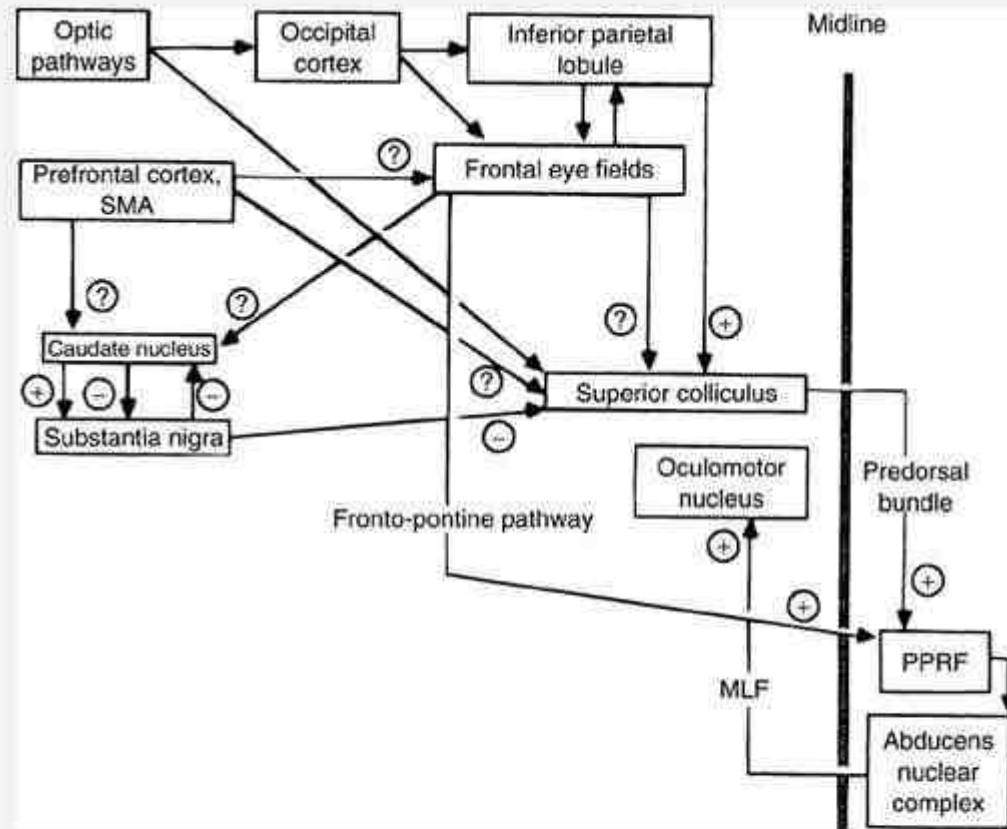 Optic
pathways
Occipital
cortex
Inferior parietal
lobule
Midline
Prefrontal cortex,
SMA
?
Frontal eye fields
?
?
?
+
Caudate nucleus
+
−
−
Substantia nigra
?
−
Superior colliculus
Oculomotor
nucleus
Predorsal
bundle
Fronto-pontine pathway
+
+
+
PPRF
MLF
Abducens
nuclear
complex